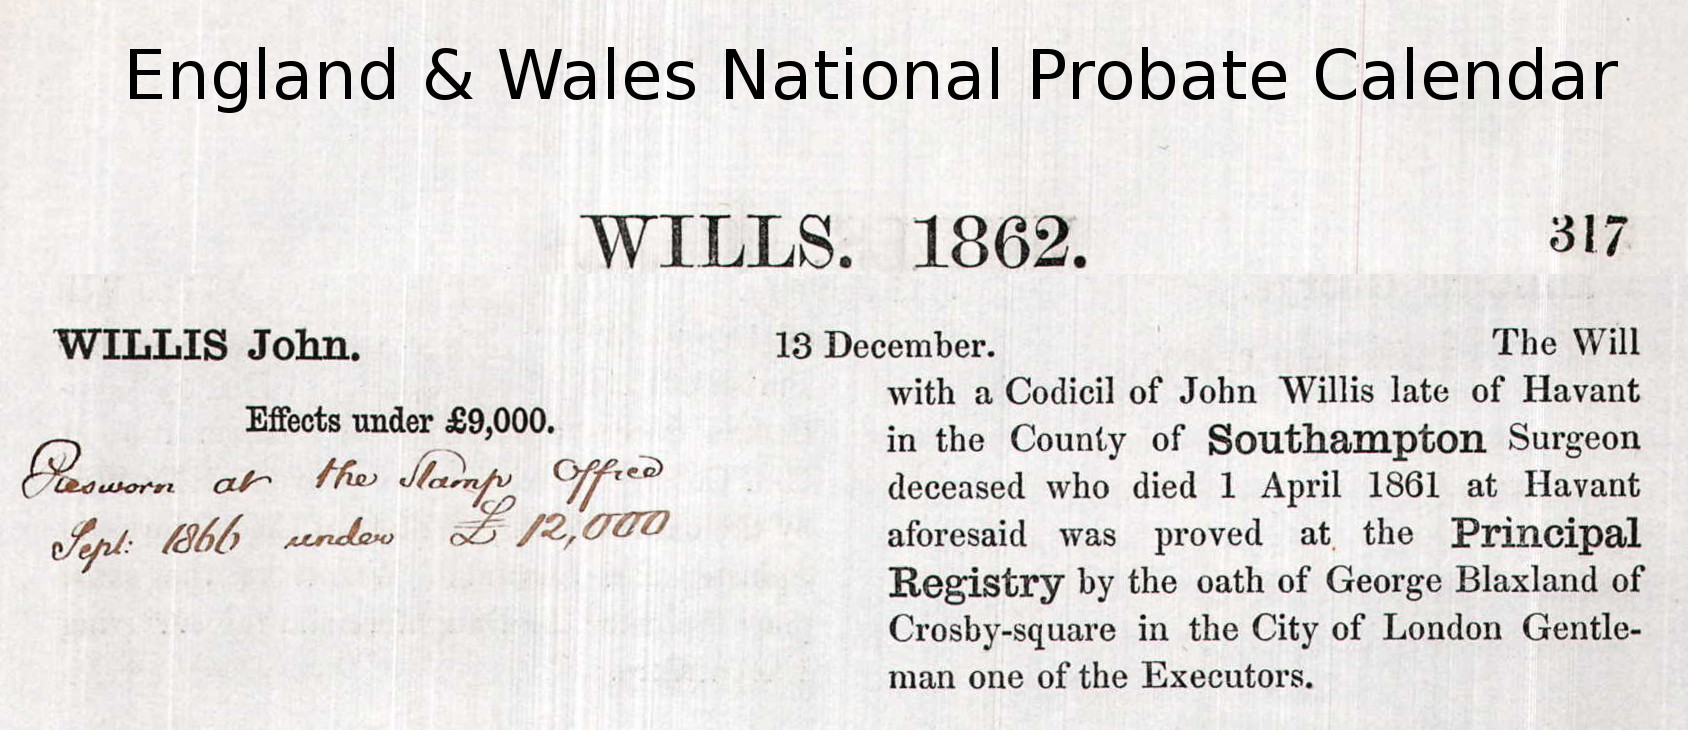 England & Wales National Probate Calendar
WILLS. 1862. 317
WILLIS John. 13 December. The Will
with a Codicil of John Willis late of Havant
Effects under £9,000.
in the County of Southampton Surgeon
Resworn at the Stamp Office
deceased who died 1 April 1861 at Havant
Sept: 1866 under £12,000
aforesaid was proved at the Principal
Registry by the oath of George Blaxland of
Crosby-square in the City of London Gentle-
man one of the Executors.